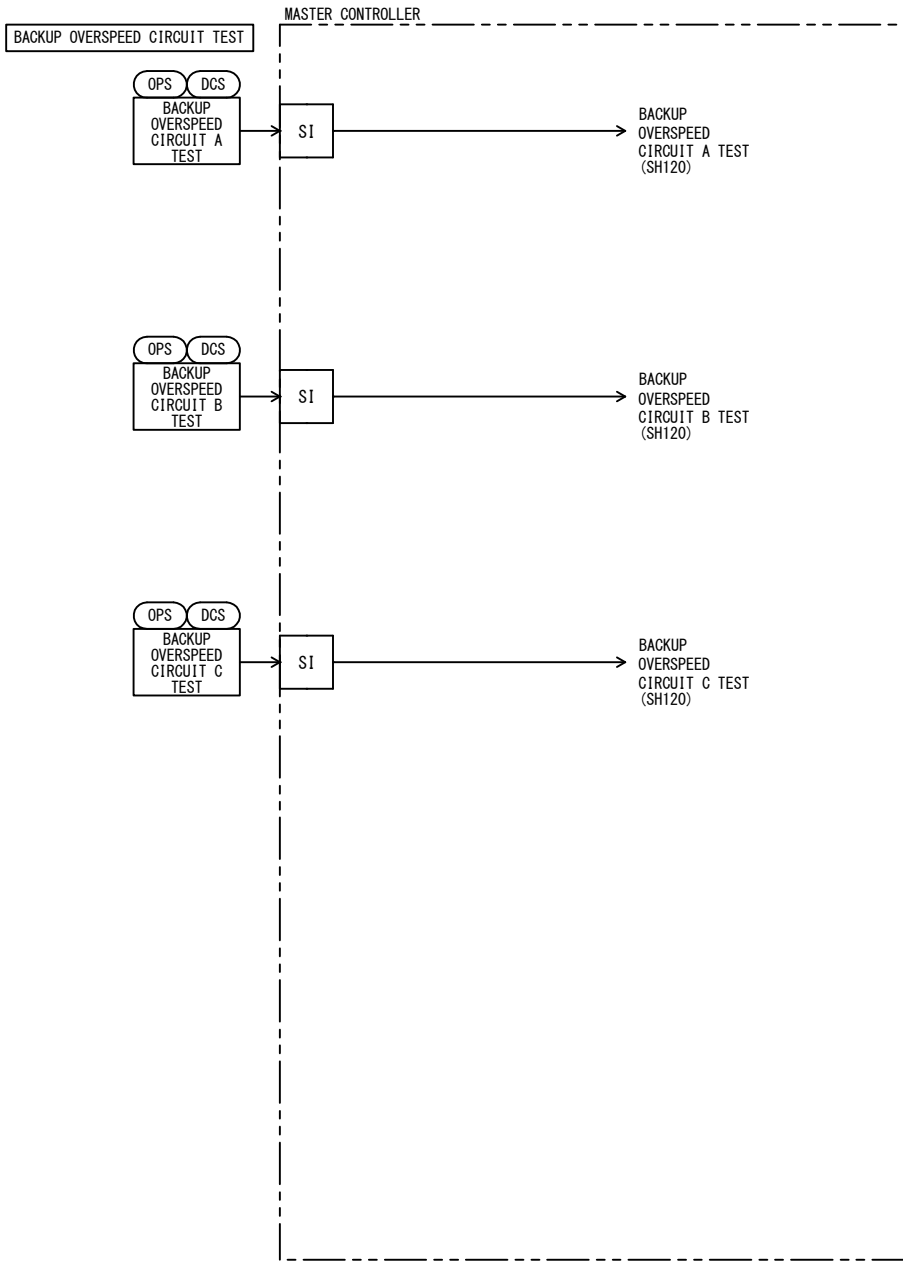 MASTER CONTROLLER
BACKUP OVERSPEED CIRCUIT TEST
OPS DCS
BACKUP
OVERSPEED
CIRCUIT A
TEST
SI
BACKUP
OVERSPEED
CIRCUIT A TEST
(SH120)
OPS DCS
BACKUP
OVERSPEED
CIRCUIT B
TEST
SI
BACKUP
OVERSPEED
CIRCUIT B TEST
(SH120)
OPS DCS
BACKUP
OVERSPEED
CIRCUIT C
TEST
SI
BACKUP
OVERSPEED
CIRCUIT C TEST
(SH120)